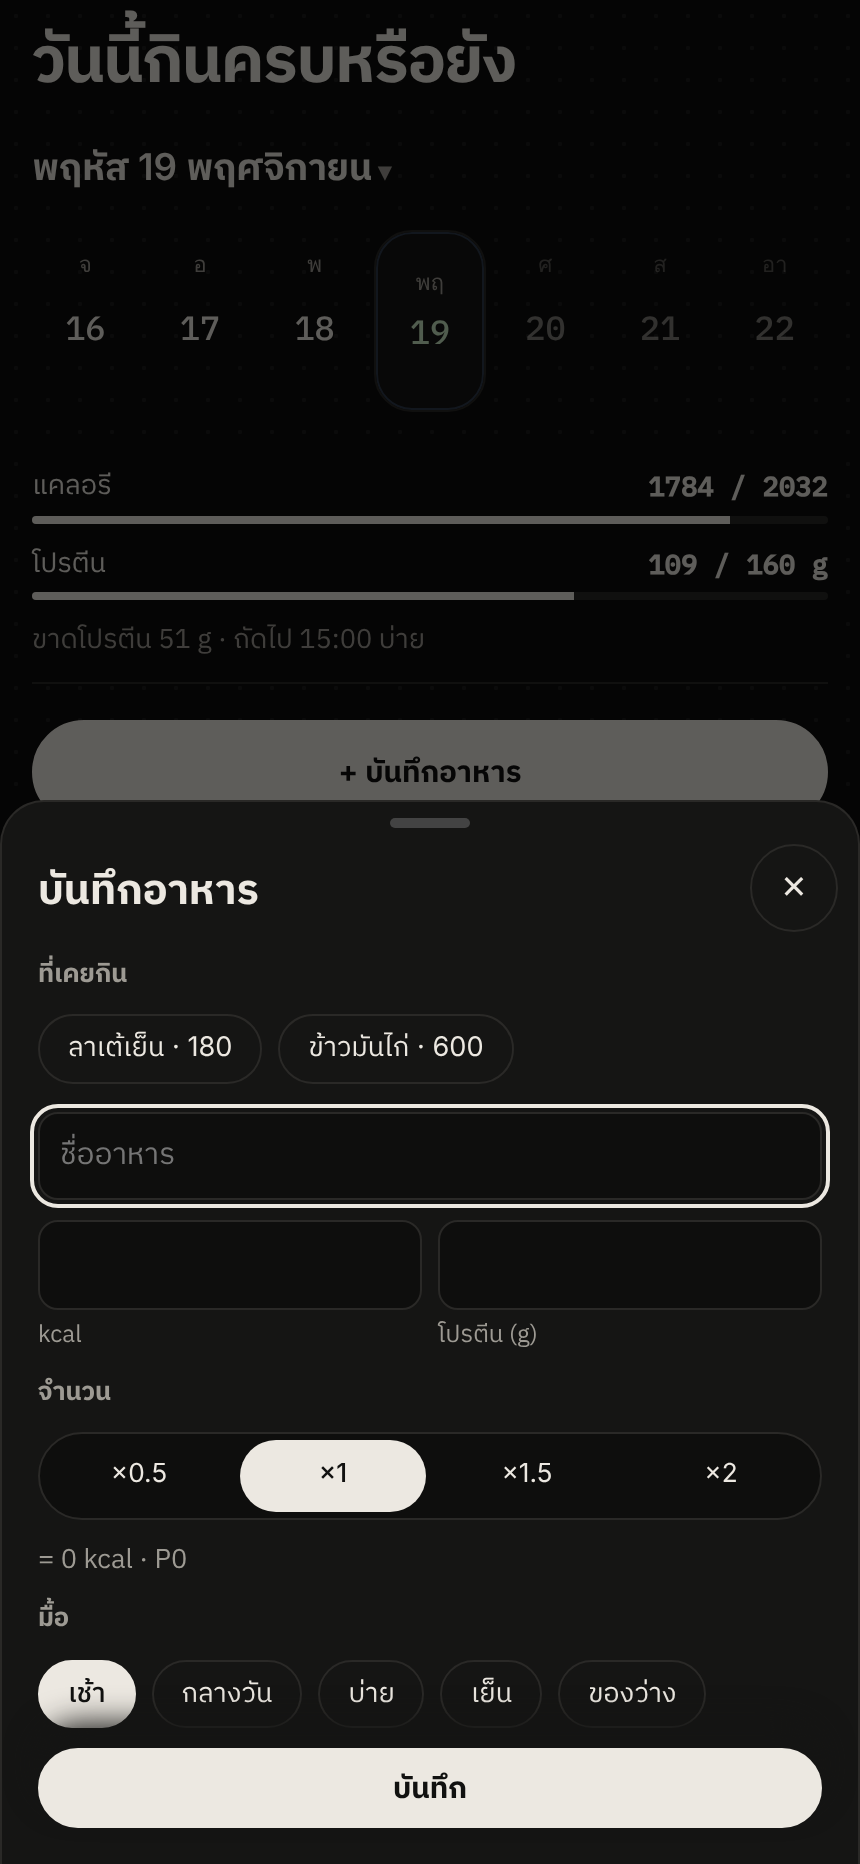 วันนี้กินครบหรือยัง
พฤหัส 19 พฤศจิกายน ▾
จ อ พ พฤ ศ ส อา
16 17 18 19 20 21 22
แคลอรี 1784 / 2032
โปรตีน 109 / 160 g
ขาดโปรตีน 51 g · ถัดไป 15:00 บ่าย
+ บันทึกอาหาร
บันทึกอาหาร ✕
ที่เคยกิน
ลาเต้เย็น · 180 ข้าวมันไก่ · 600
ชื่ออาหาร
kcal โปรตีน (g)
จำนวน
×0.5 ×1 ×1.5 ×2
= 0 kcal · P0
มื้อ
เช้า กลางวัน บ่าย เย็น ของว่าง
บันทึก